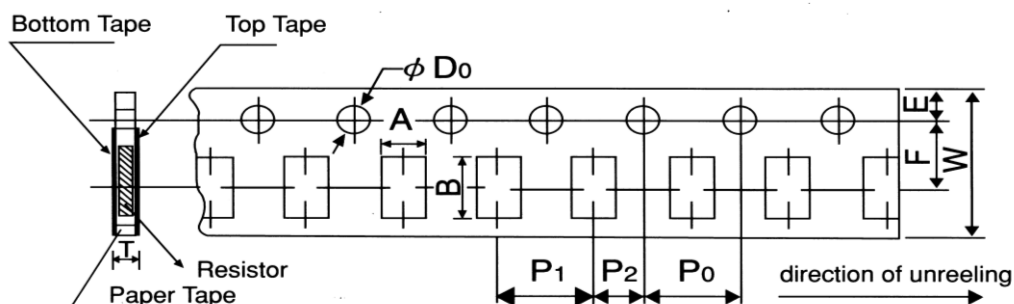 Bottom Tape
Top Tape
φ D0
A
E
B
F
W
T
Resistor
Paper Tape
P1
P2
P0
direction of unreeling